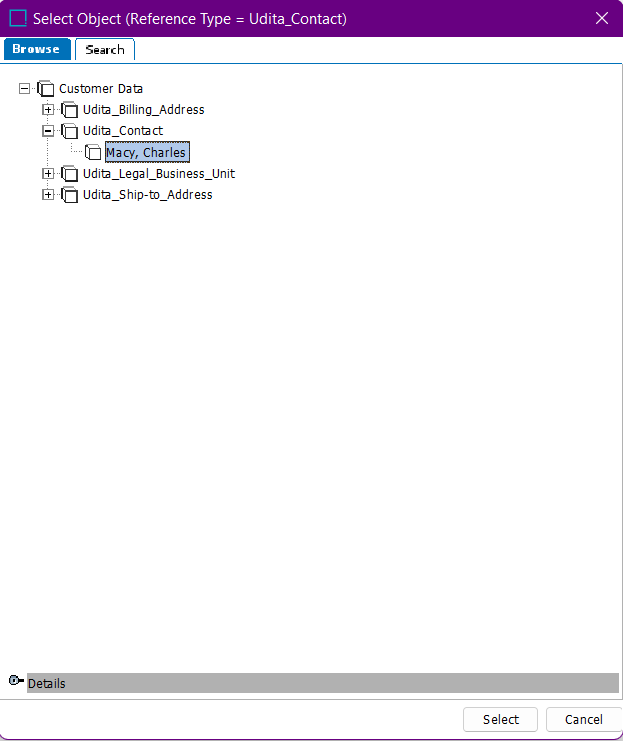 Select Object (Reference Type = Udita_Contact)
Browse Search
Customer Data
Udita_Billing_Address
Udita_Contact
Macy, Charles
Udita_Legal_Business_Unit
Udita_Ship-to_Address
Details
Select Cancel